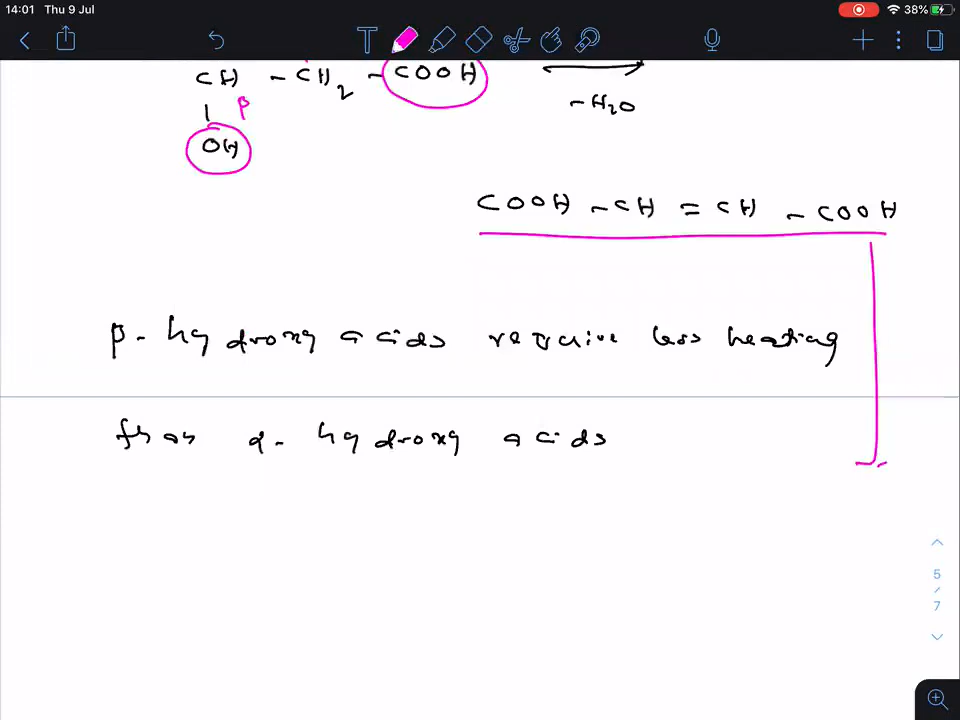 14:01 Thu 9 Jul 38%
T
CH - CH2 - COOH
β
- H2O
OH
COOH - CH = CH - COOH
β- hydroxy acids require less heating
than α- hydroxy acids
5
/
7